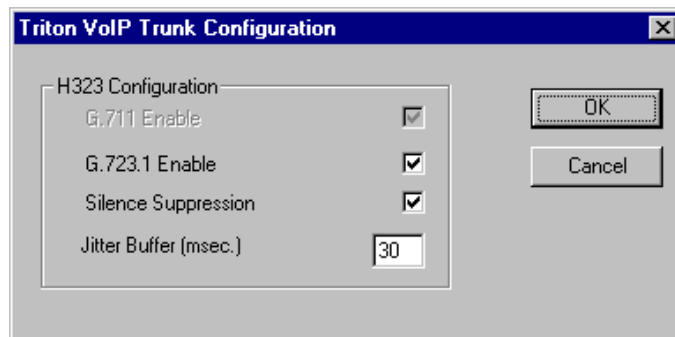 Triton VoIP Trunk Configuration
H323 Configuration
G.711 Enable
G.723.1 Enable
Silence Suppression
Jitter Buffer (msec.) 30
OK
Cancel